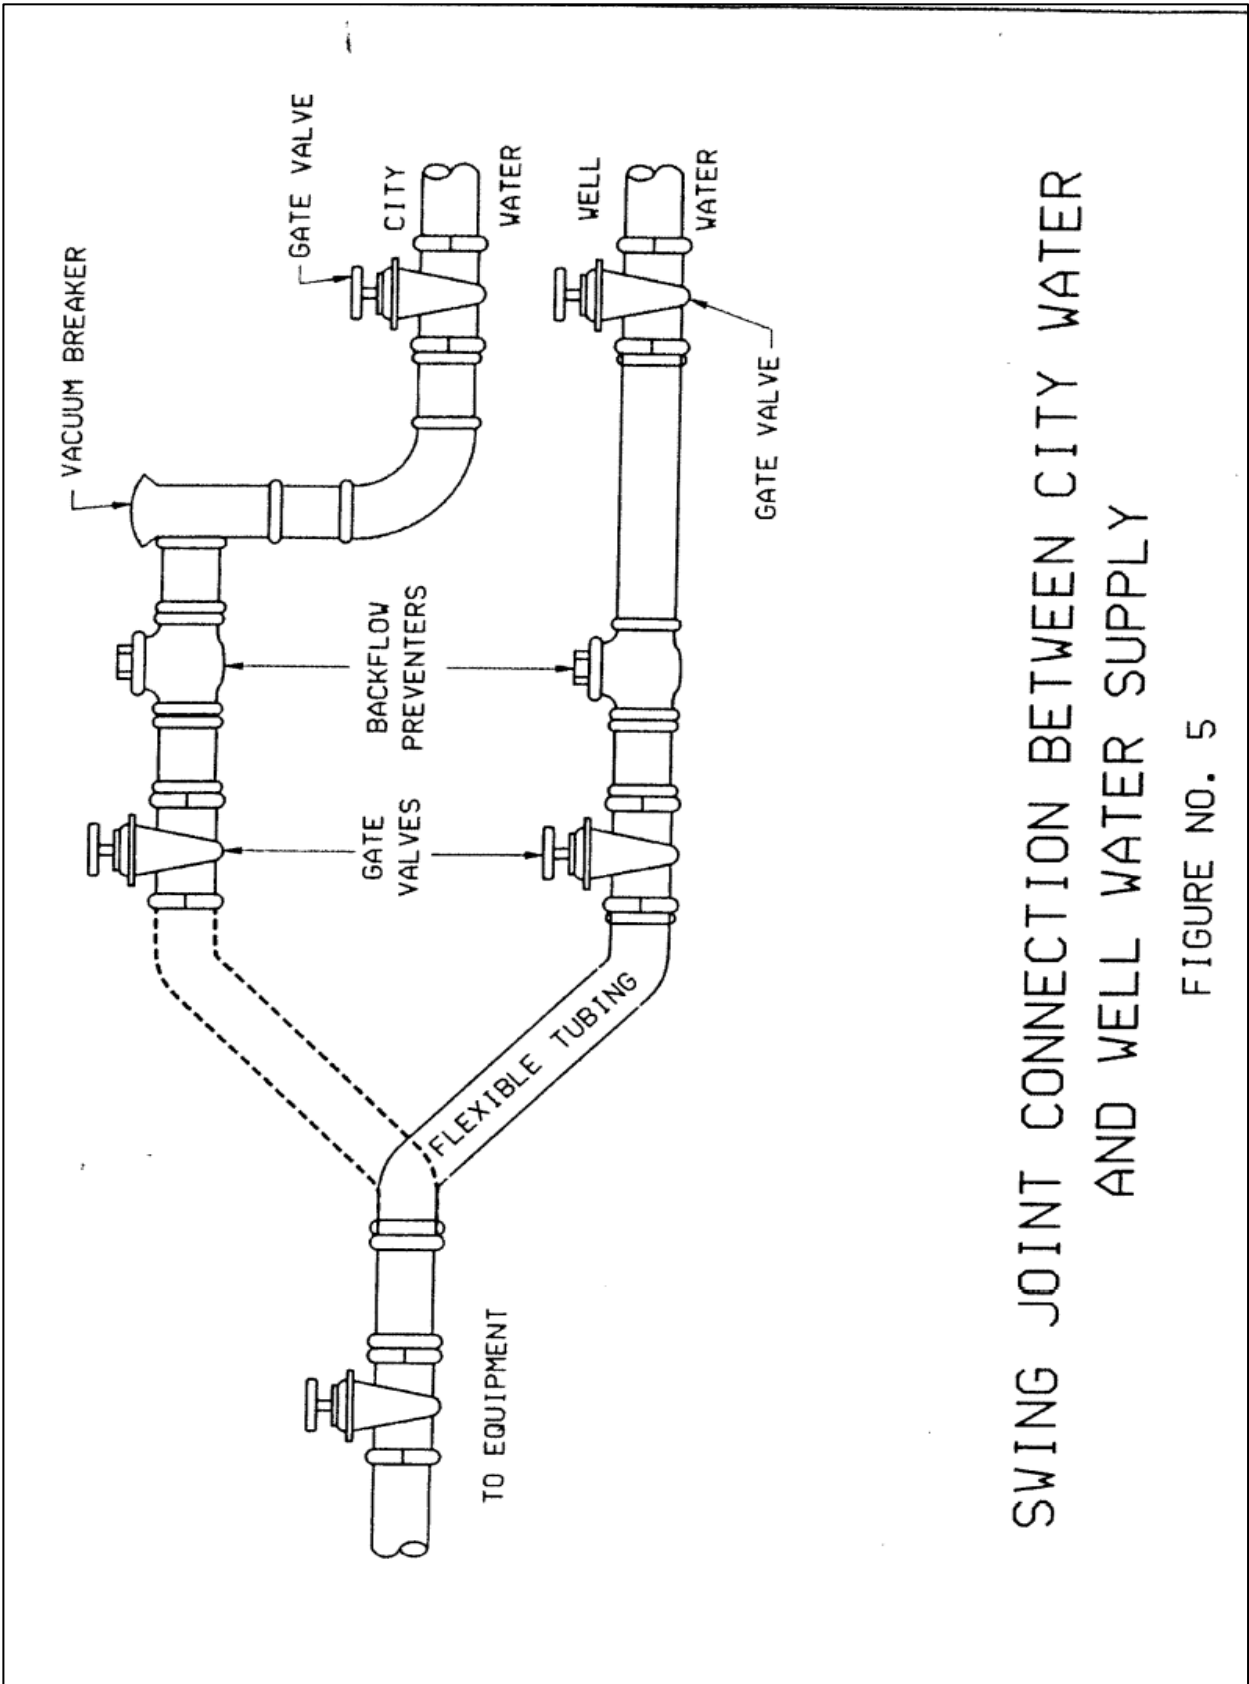 VACUUM BREAKER
GATE VALVE
CITY
WATER
WELL
WATER
GATE VALVE
BACKFLOW
PREVENTERS
GATE
VALVES
FLEXIBLE TUBING
TO EQUIPMENT
SWING JOINT CONNECTION BETWEEN CITY WATER
AND WELL WATER SUPPLY
FIGURE NO. 5